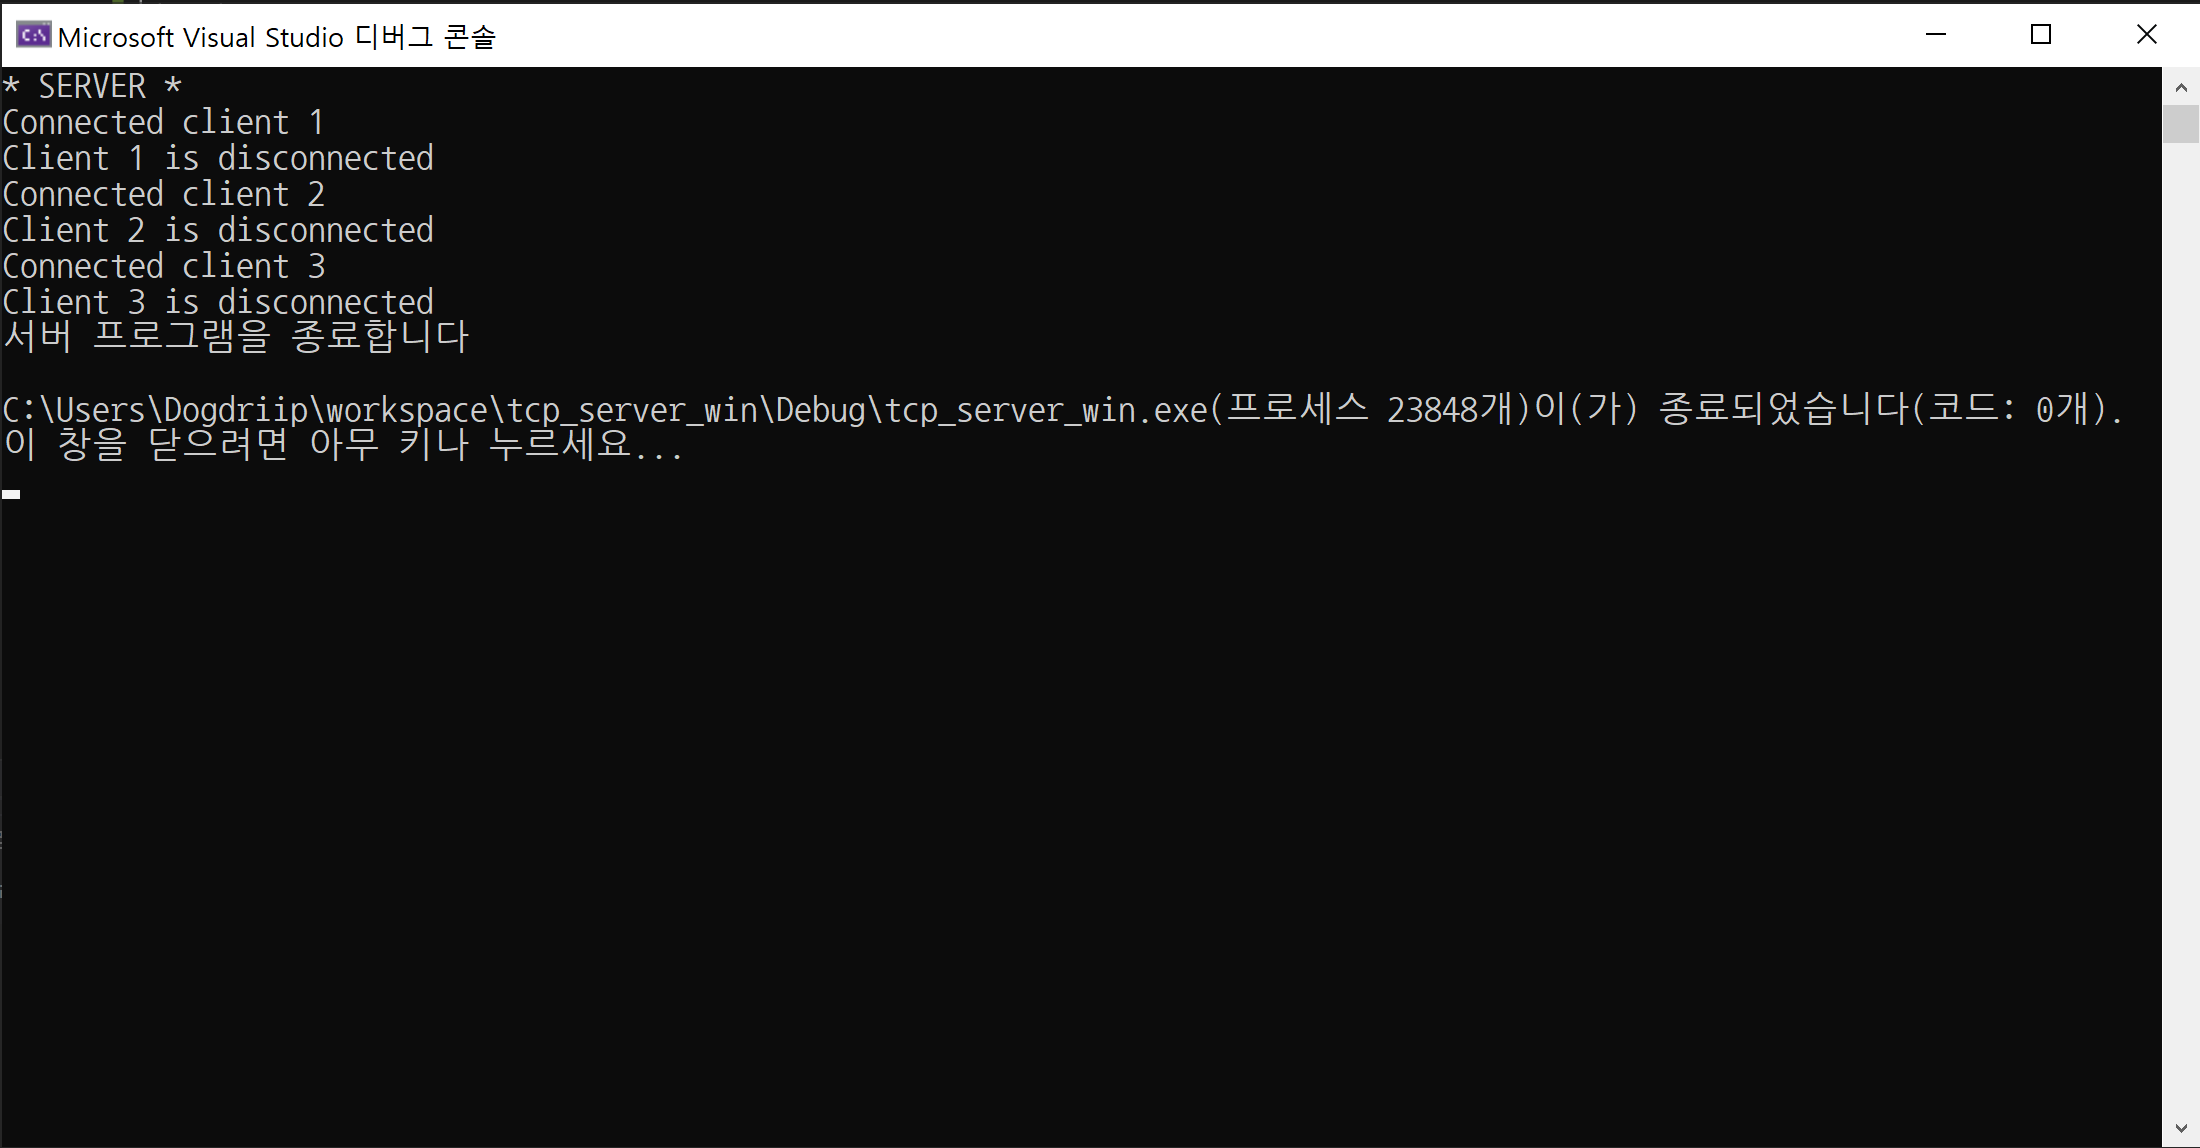 Microsoft Visual Studio 디버그 콘솔
* SERVER *
Connected client 1
Client 1 is disconnected
Connected client 2
Client 2 is disconnected
Connected client 3
Client 3 is disconnected
서버 프로그램을 종료합니다
C:\Users\Dogdriip\workspace\tcp_server_win\Debug\tcp_server_win.exe(프로세스 23848개)이(가) 종료되었습니다(코드: 0개).
이 창을 닫으려면 아무 키나 누르세요...